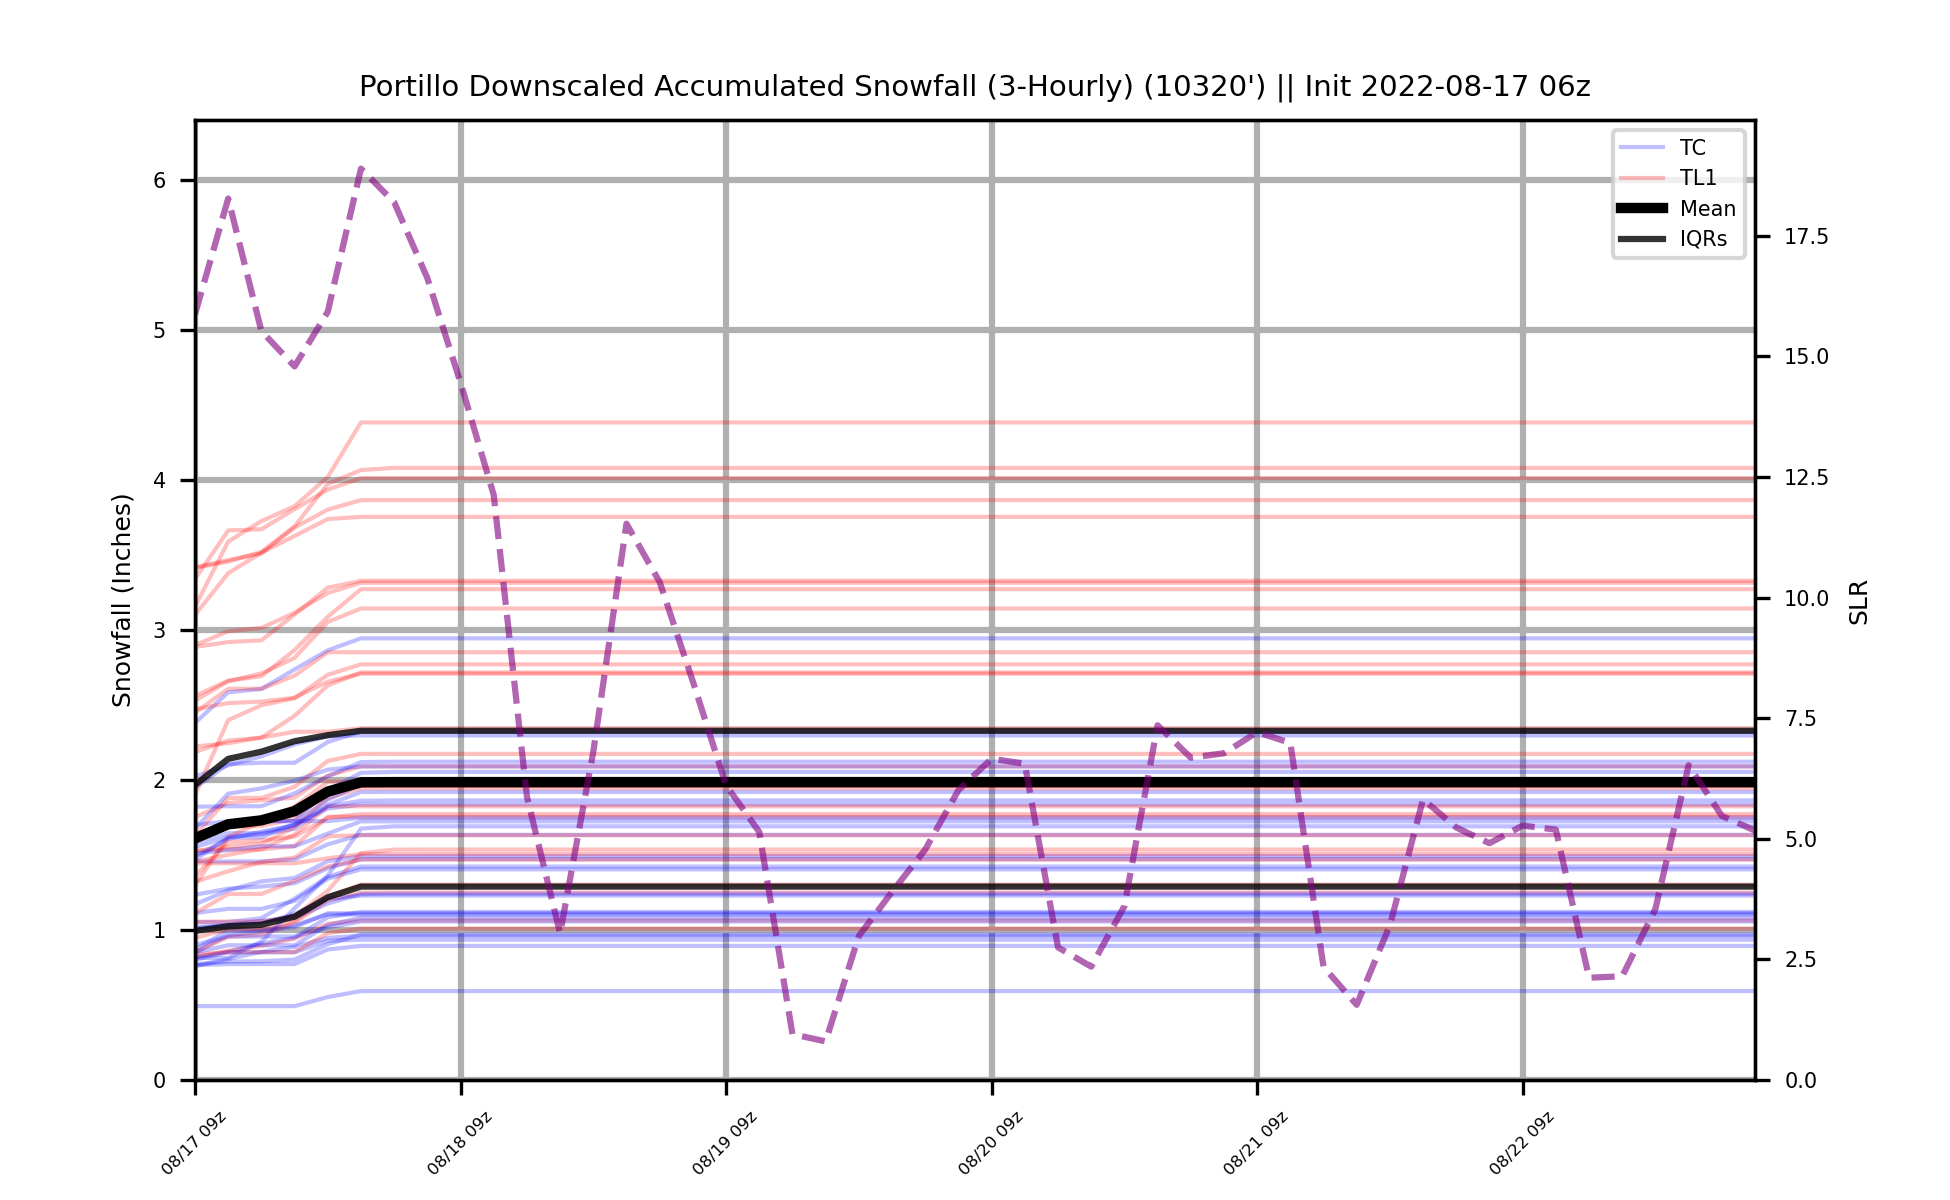 Portillo Downscaled Accumulated Snowfall (3-Hourly) (10320') || Init 2022-08-17 06z
TC
TL1
Mean
IQRs
Snowfall (Inches)
6
5
4
3
2
1
0
17.5
15.0
12.5
10.0
7.5
5.0
2.5
0.0
SLR
08/17 09z
08/18 09z
08/19 09z
08/20 09z
08/21 09z
08/22 09z